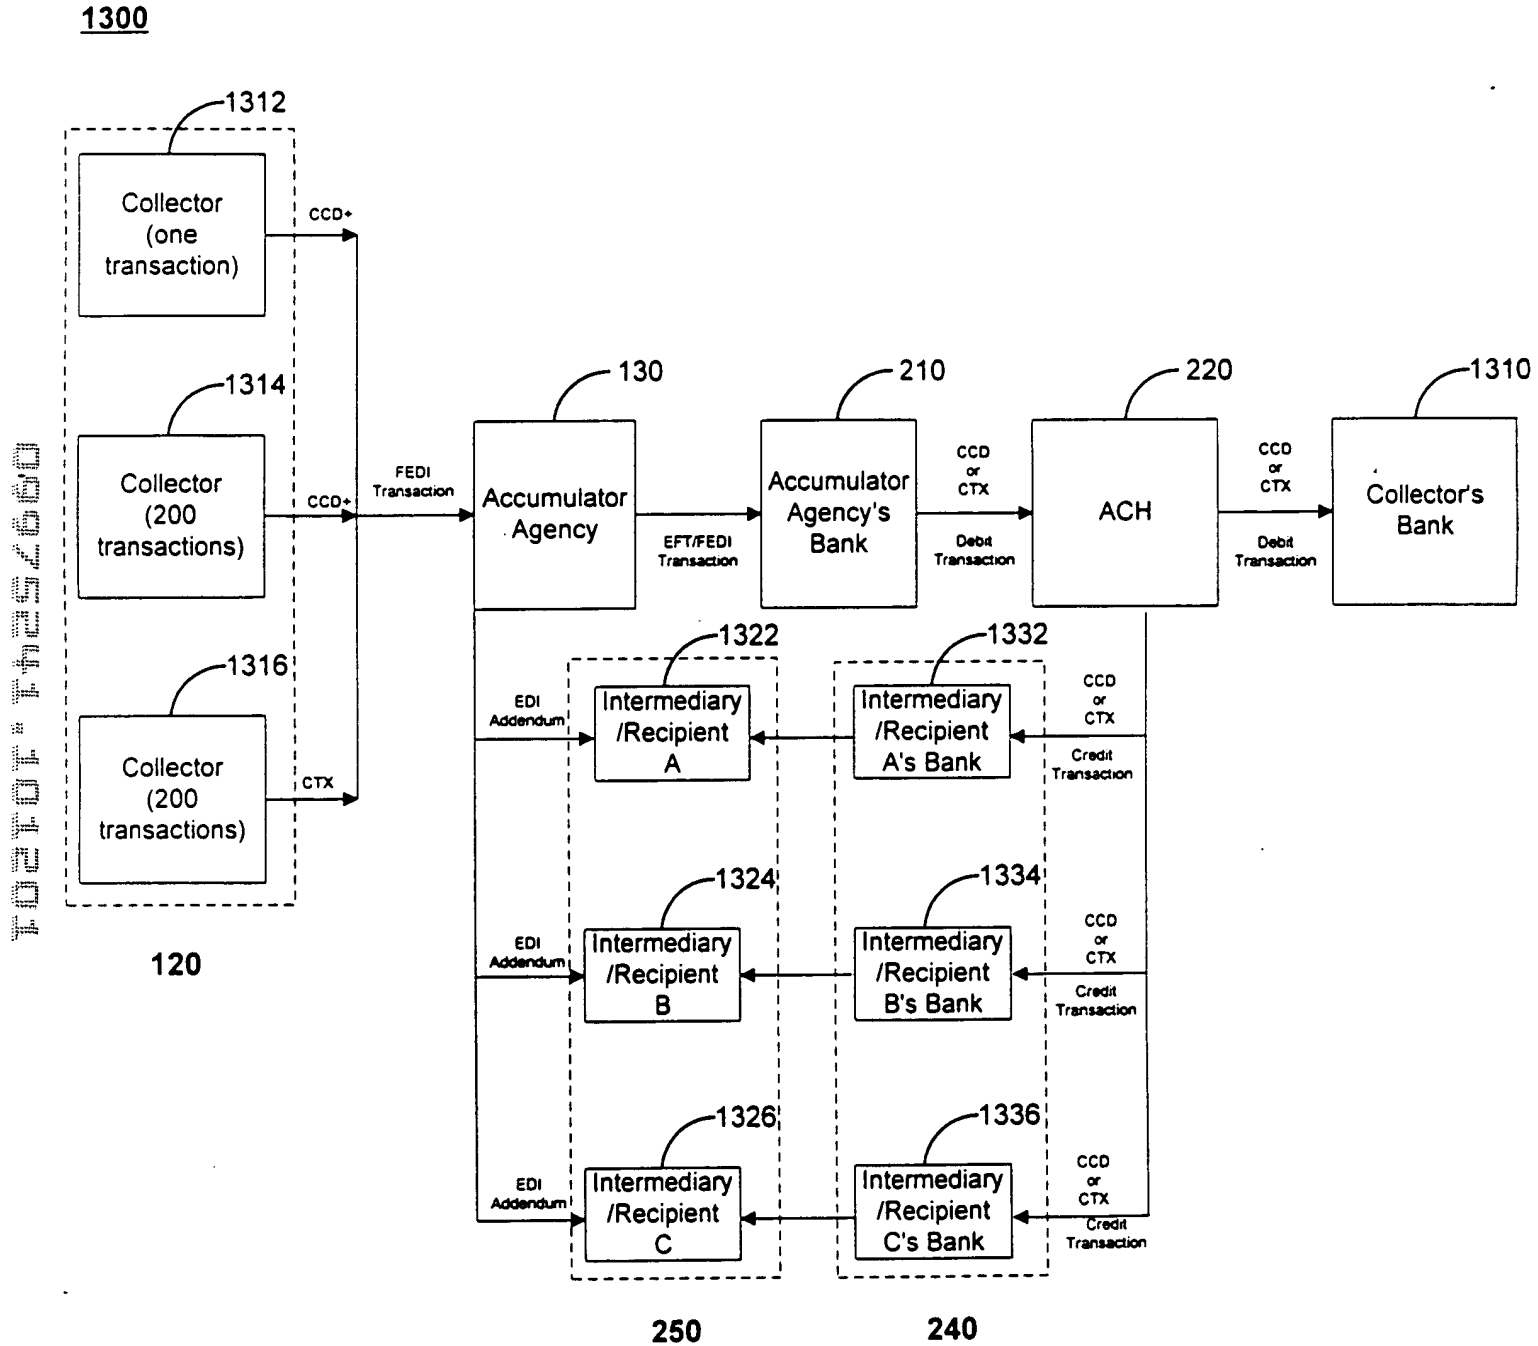 1300
1312
Collector
(one
transaction)
CCD+
1314
Collector
(200
transactions)
CCD+
1316
Collector
(200
transactions)
CTX
120
FEDI
Transaction
130
Accumulator
Agency
EFT/FEDI
Transaction
210
Accumulator
Agency's
Bank
CCD
or
CTX
Debit
Transaction
220
ACH
CCD
or
CTX
Debit
Transaction
1310
Collector's
Bank
EDI
Addendum
1322
Intermediary
/Recipient
A
1332
Intermediary
/Recipient
A's Bank
CCD
or
CTX
Credit
Transaction
EDI
Addendum
1324
Intermediary
/Recipient
B
1334
Intermediary
/Recipient
B's Bank
CCD
or
CTX
Credit
Transaction
EDI
Addendum
1326
Intermediary
/Recipient
C
1336
Intermediary
/Recipient
C's Bank
CCD
or
CTX
Credit
Transaction
250
240
09975241.101201